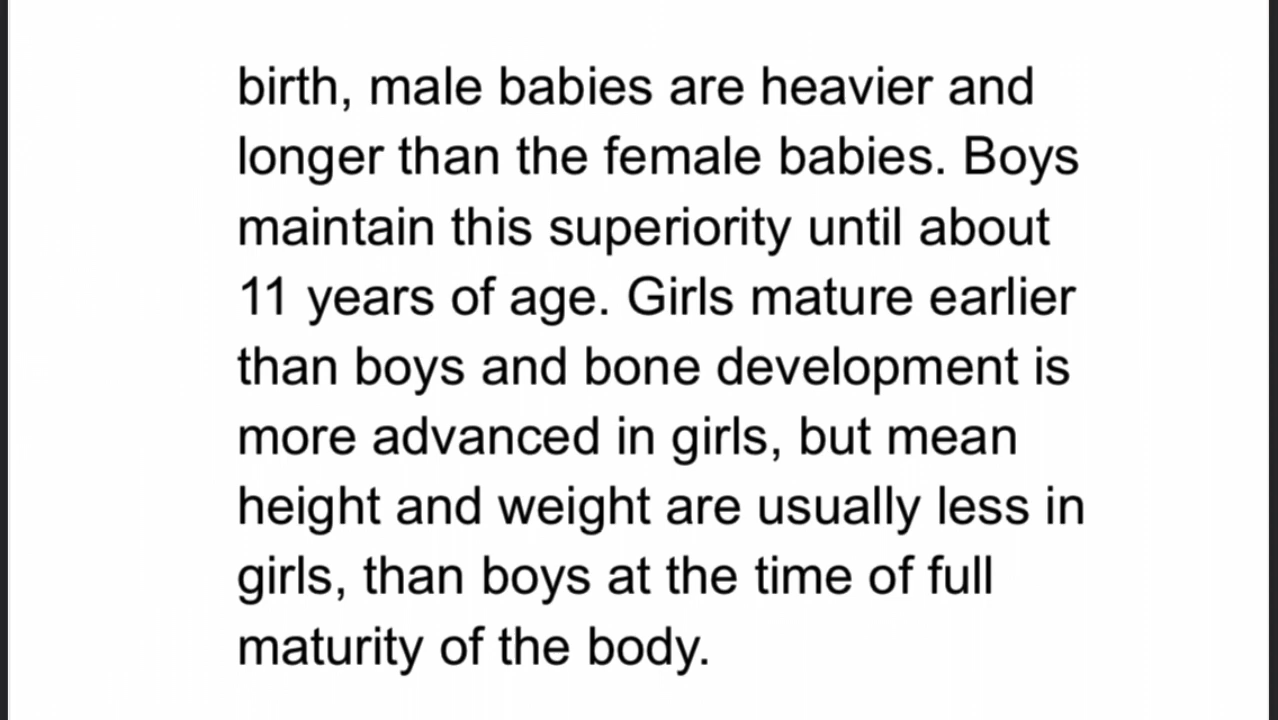 birth, male babies are heavier and
longer than the female babies. Boys
maintain this superiority until about
11 years of age. Girls mature earlier
than boys and bone development is
more advanced in girls, but mean
height and weight are usually less in
girls, than boys at the time of full
maturity of the body.